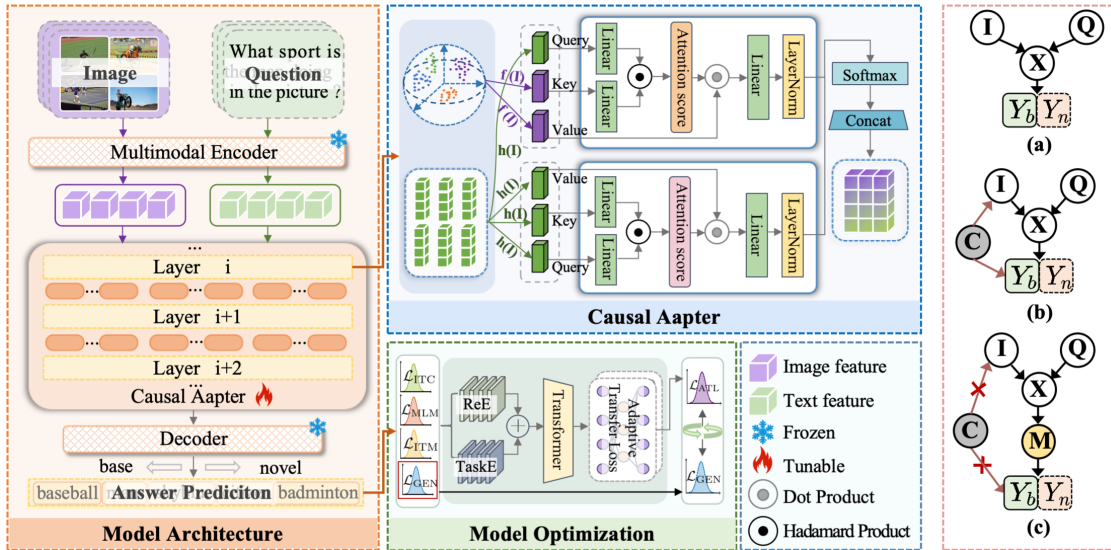 Image
What sport is
Question
in the picture ?
Multimodal Encoder
...
Layer i
Layer i+1
Layer i+2
...
Causal Aapter
Decoder
base
novel
baseball
Answer Prediciton
badminton
Model Architecture
f(I)
f(I)
h(I)
h(I)
h(I)
h(I)
Query
Key
Value
Linear
Linear
Attention score
Linear
LayerNorm
Value
Key
Query
Linear
Linear
Attention score
Linear
LayerNorm
Softmax
Concat
Causal Aapter
ℒITC
ℒMLM
ℒITM
ℒGEN
ReE
TaskE
Transformer
Adaptive
Transfer Loss
ℒATL
ℒGEN
Model Optimization
Image feature
Text feature
Frozen
Tunable
Dot Product
Hadamard Product
I
Q
X
Yb Yn
(a)
I
Q
X
C
Yb Yn
(b)
I
Q
X
C
M
Yb Yn
(c)